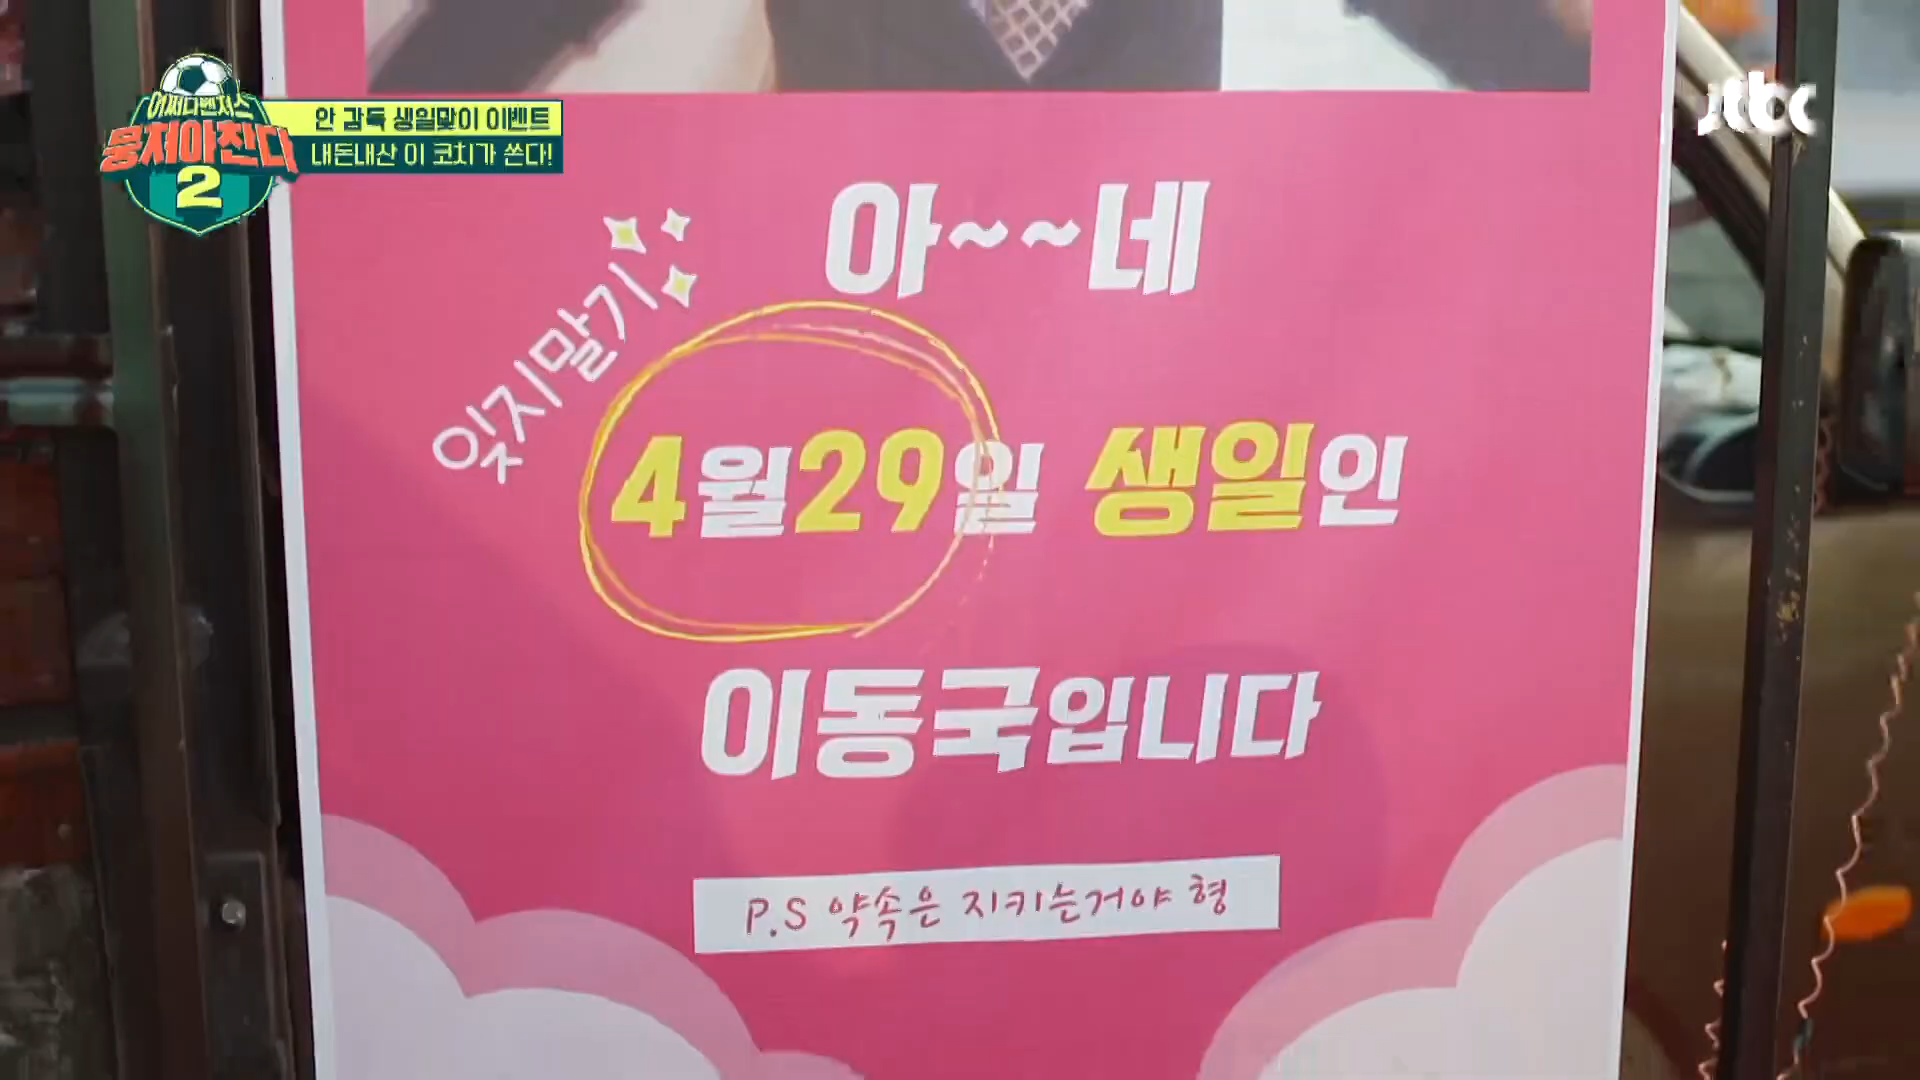 어쩌다벤져스
뭉쳐야찬다
2
안 감독 생일맞이 이벤트
내돈내산 이 코치가 쏜다!
jtbc
아~~네
잊지말기
4월29일 생일인
이동국입니다
P.S 약속은 지키는거야 형